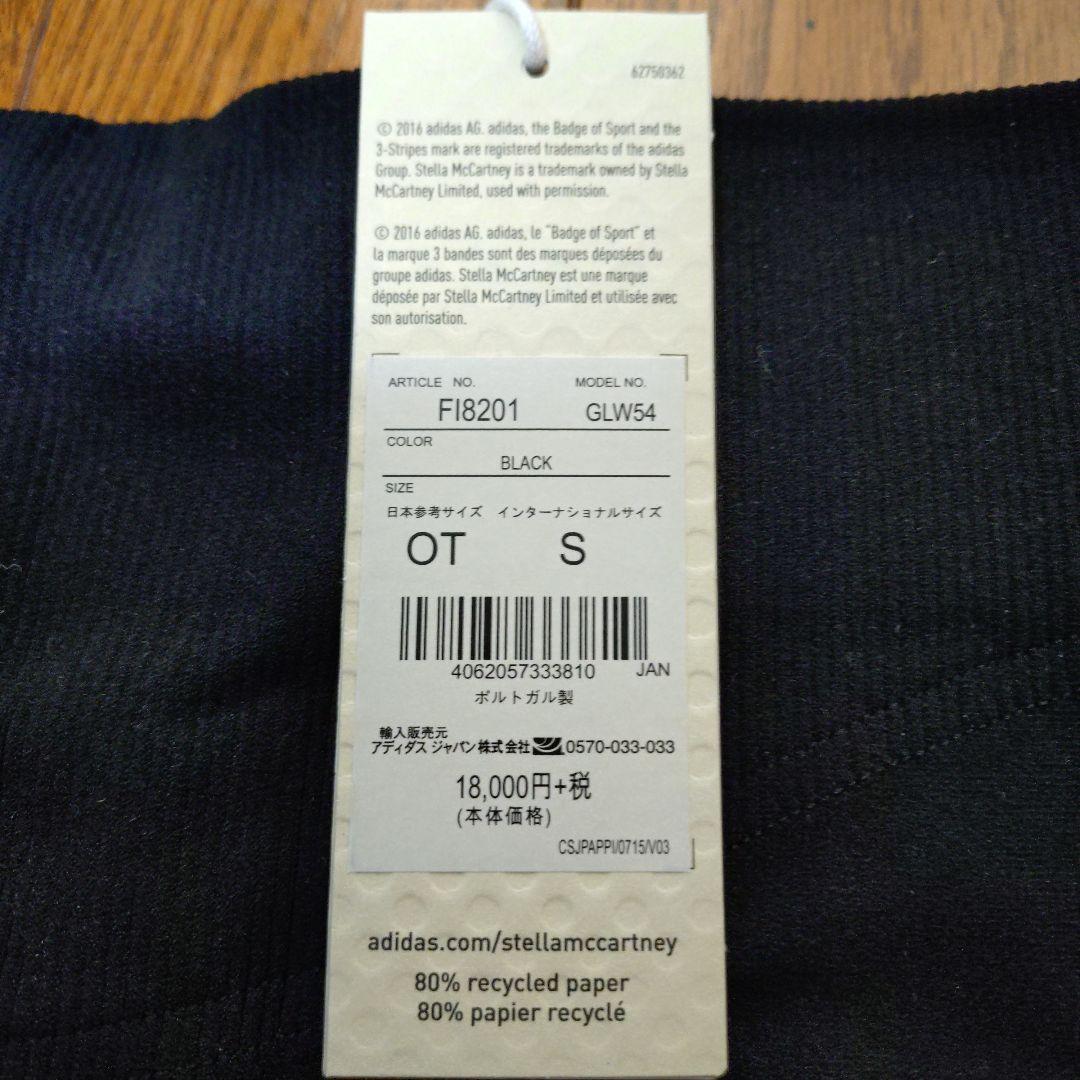 62750362
© 2016 adidas AG. adidas, the Badge of Sport and the
3-Stripes mark are registered trademarks of the adidas
Group. Stella McCartney is a trademark owned by Stella
McCartney Limited, used with permission.
© 2016 adidas AG. adidas, le "Badge of Sport" et
la marque 3 bandes sont des marques déposées du
groupe adidas. Stella McCartney est une marque
déposée par Stella McCartney Limited et utilisée avec
son autorisation.
ARTICLE NO. MODEL NO.
FI8201 GLW54
COLOR
BLACK
SIZE
日本参考サイズ インターナショナルサイズ
OT S
4062057333810 JAN
ポルトガル製
輸入販売元
アディダス ジャパン株式会社 0570-033-033
18,000円+税
(本体価格)
CSJPAPPI/0715/V03
adidas.com/stellamccartney
80% recycled paper
80% papier recyclé